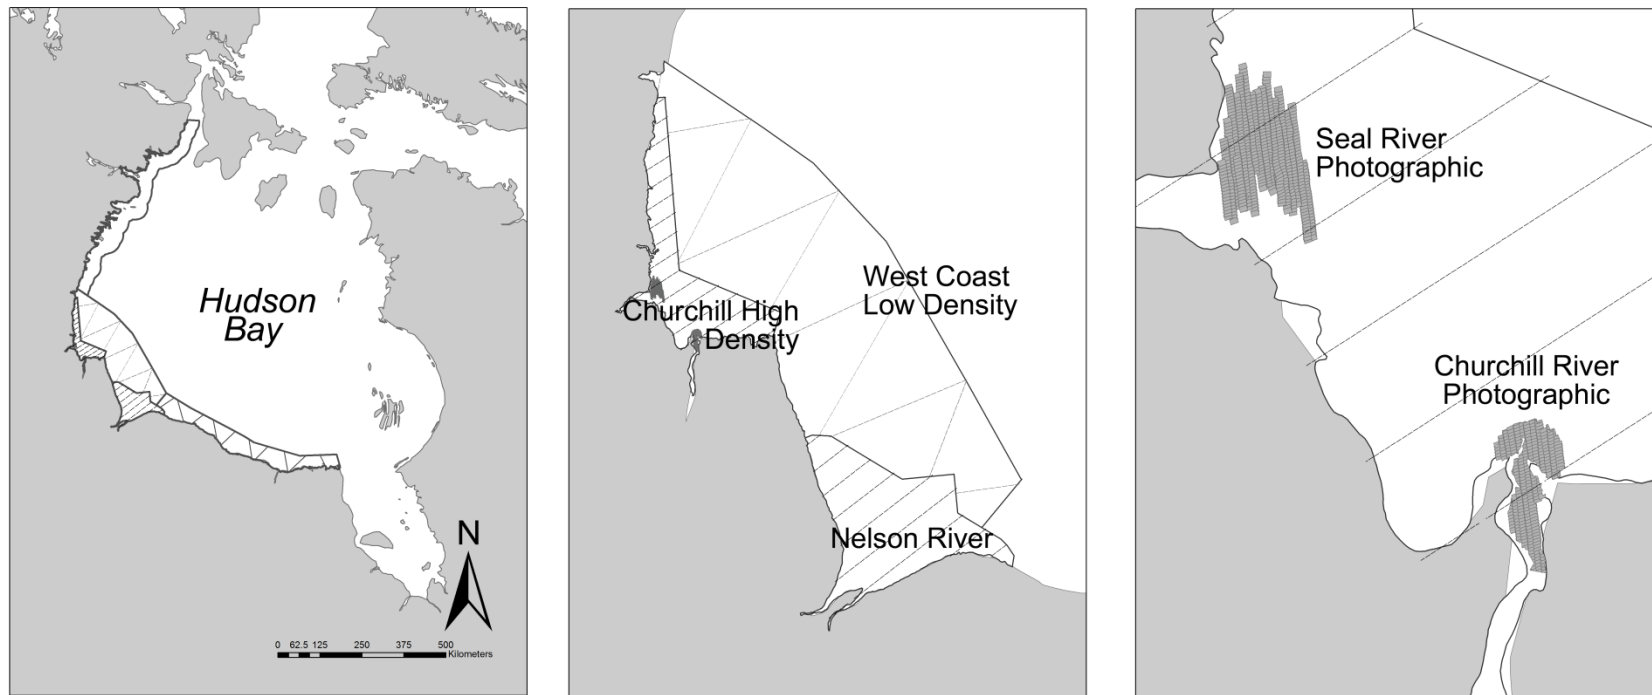 Hudson
Bay
N
0 62.5 125 250 375 500
Kilometers
West Coast
Low Density
Churchill High
Density
Nelson River
Seal River
Photographic
Churchill River
Photographic